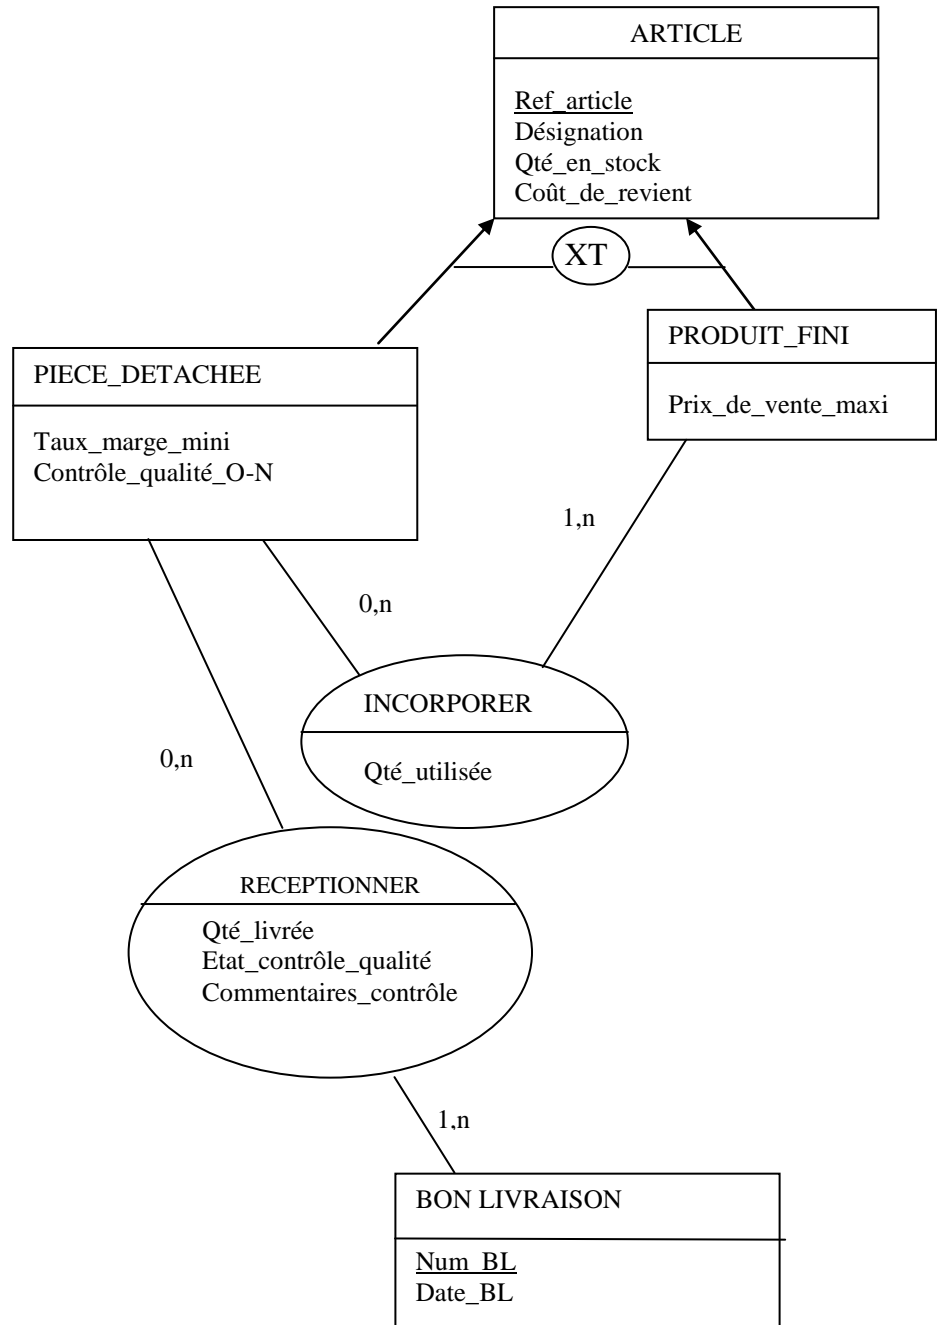 ARTICLE
Ref_article
Désignation
Qté_en_stock
Coût_de_revient
XT
PRODUIT_FINI
Prix_de_vente_maxi
PIECE_DETACHEE
Taux_marge_mini
Contrôle_qualité_O-N
1,n
0,n
INCORPORER
Qté_utilisée
0,n
RECEPTIONNER
Qté_livrée
Etat_contrôle_qualité
Commentaires_contrôle
1,n
BON LIVRAISON
Num_BL
Date_BL